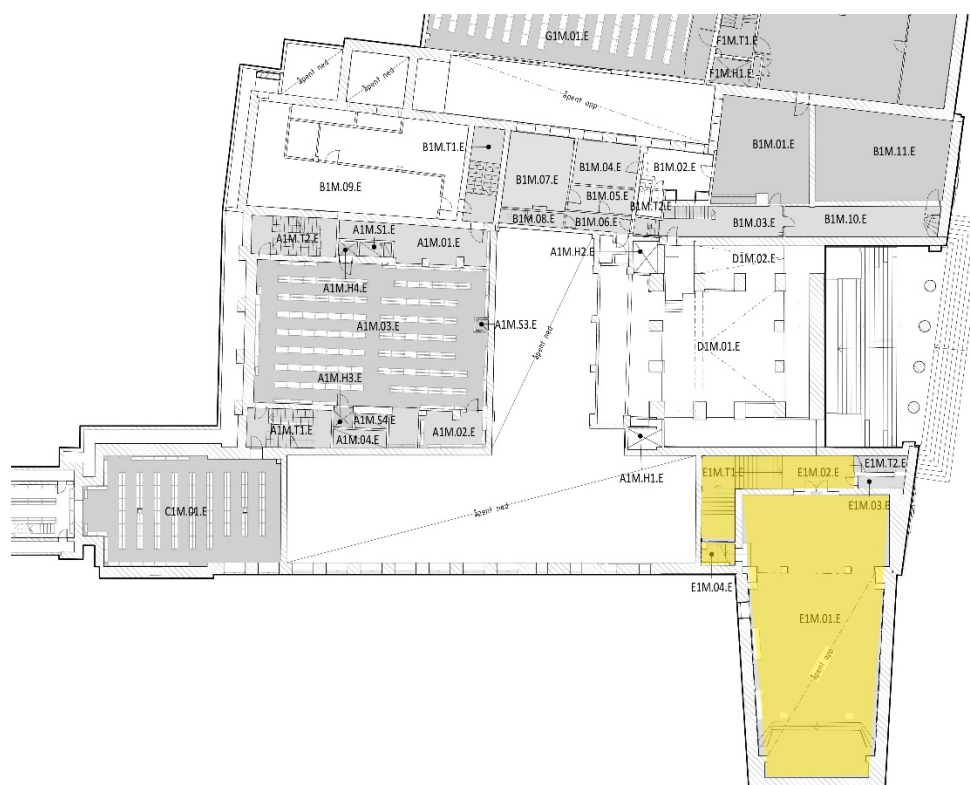 G1M.01.E
F1M.T1.E
F1M.H1.E
åpent ned
åpent ned
åpent opp
B1M.T1.E
B1M.01.E
B1M.11.E
B1M.04.E
B1M.02.E
B1M.07.E
B1M.09.E
B1M.05.E
B1M.T2.E
B1M.08.E
B1M.06.E
B1M.03.E
B1M.10.E
A1M.S1.E
A1M.T2.E
A1M.01.E
A1M.H2.E
D1M.02.E
A1M.H4.E
A1M.03.E
A1M.S3.E
åpent ned
D1M.01.E
A1M.H3.E
A1M.S4.E
A1M.T1.E
A1M.04.E
A1M.02.E
A1M.H1.E
E1M.T1.E
E1M.02.E
E1M.T2.E
C1M.01.E
åpent ned
E1M.03.E
E1M.04.E
E1M.01.E
åpent opp